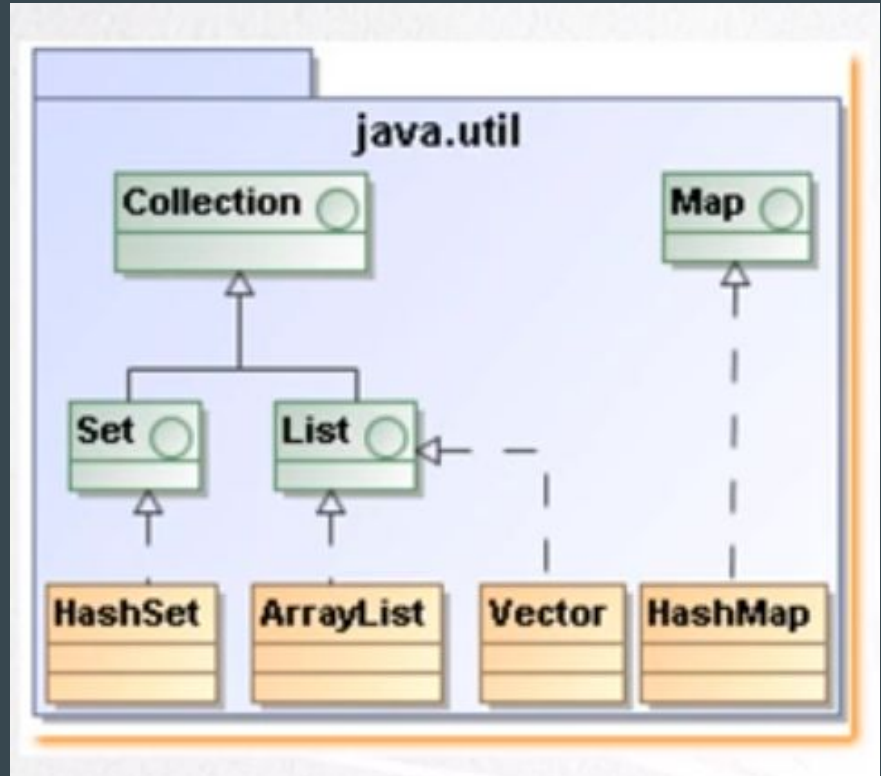 java.util
Collection
Map
Set
List
HashSet
ArrayList
Vector
HashMap